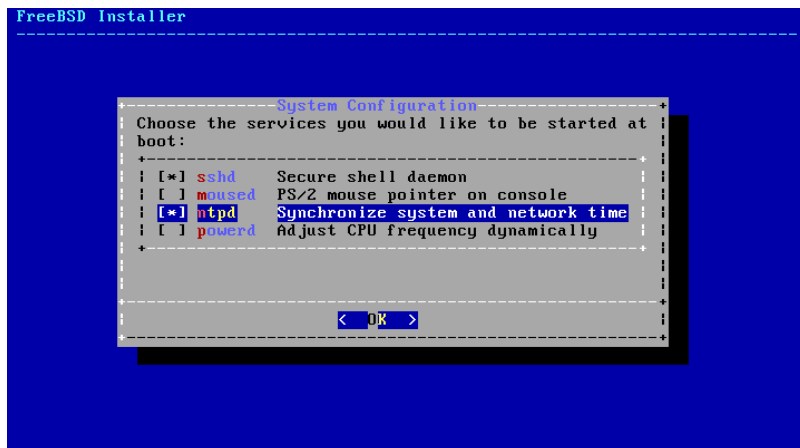 FreeBSD Installer
System Configuration
Choose the services you would like to be started at
boot:
[*] sshd Secure shell daemon
[ ] moused PS/2 mouse pointer on console
[*] ntpd Synchronize system and network time
[ ] powerd Adjust CPU frequency dynamically
< OK >